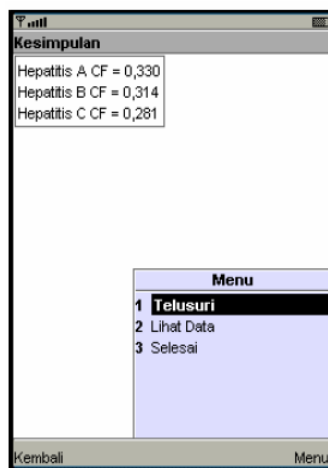 Kesimpulan
Hepatitis A CF = 0,330
Hepatitis B CF = 0,314
Hepatitis C CF = 0,281
Menu
1 Telusuri
2 Lihat Data
3 Selesai
Kembali Menu